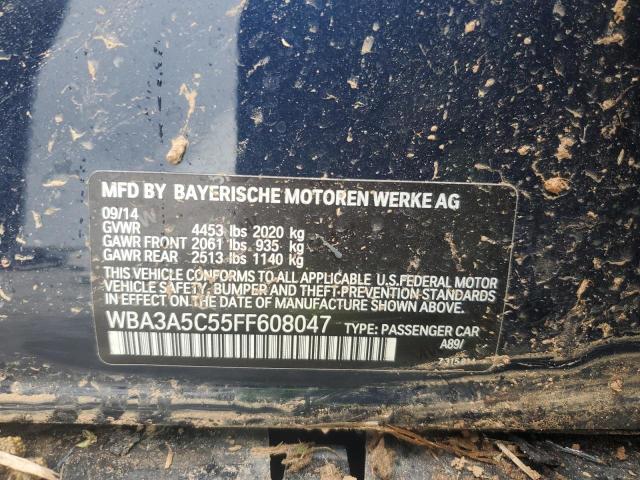 MFD BY BAYERISCHE MOTOREN WERKE AG
09/14
GVWR 4453 lbs 2020 kg
GAWR FRONT 2061 lbs 935 kg
GAWR REAR 2513 lbs 1140 kg
THIS VEHICLE CONFORMS TO ALL APPLICABLE U.S.FEDERAL MOTOR
VEHICLE SAFETY, BUMPER AND THEFT PREVENTION STANDARDS
IN EFFECT ON THE DATE OF MANUFACTURE SHOWN ABOVE.
WBA3A5C55FF608047 TYPE: PASSENGER CAR
A89/